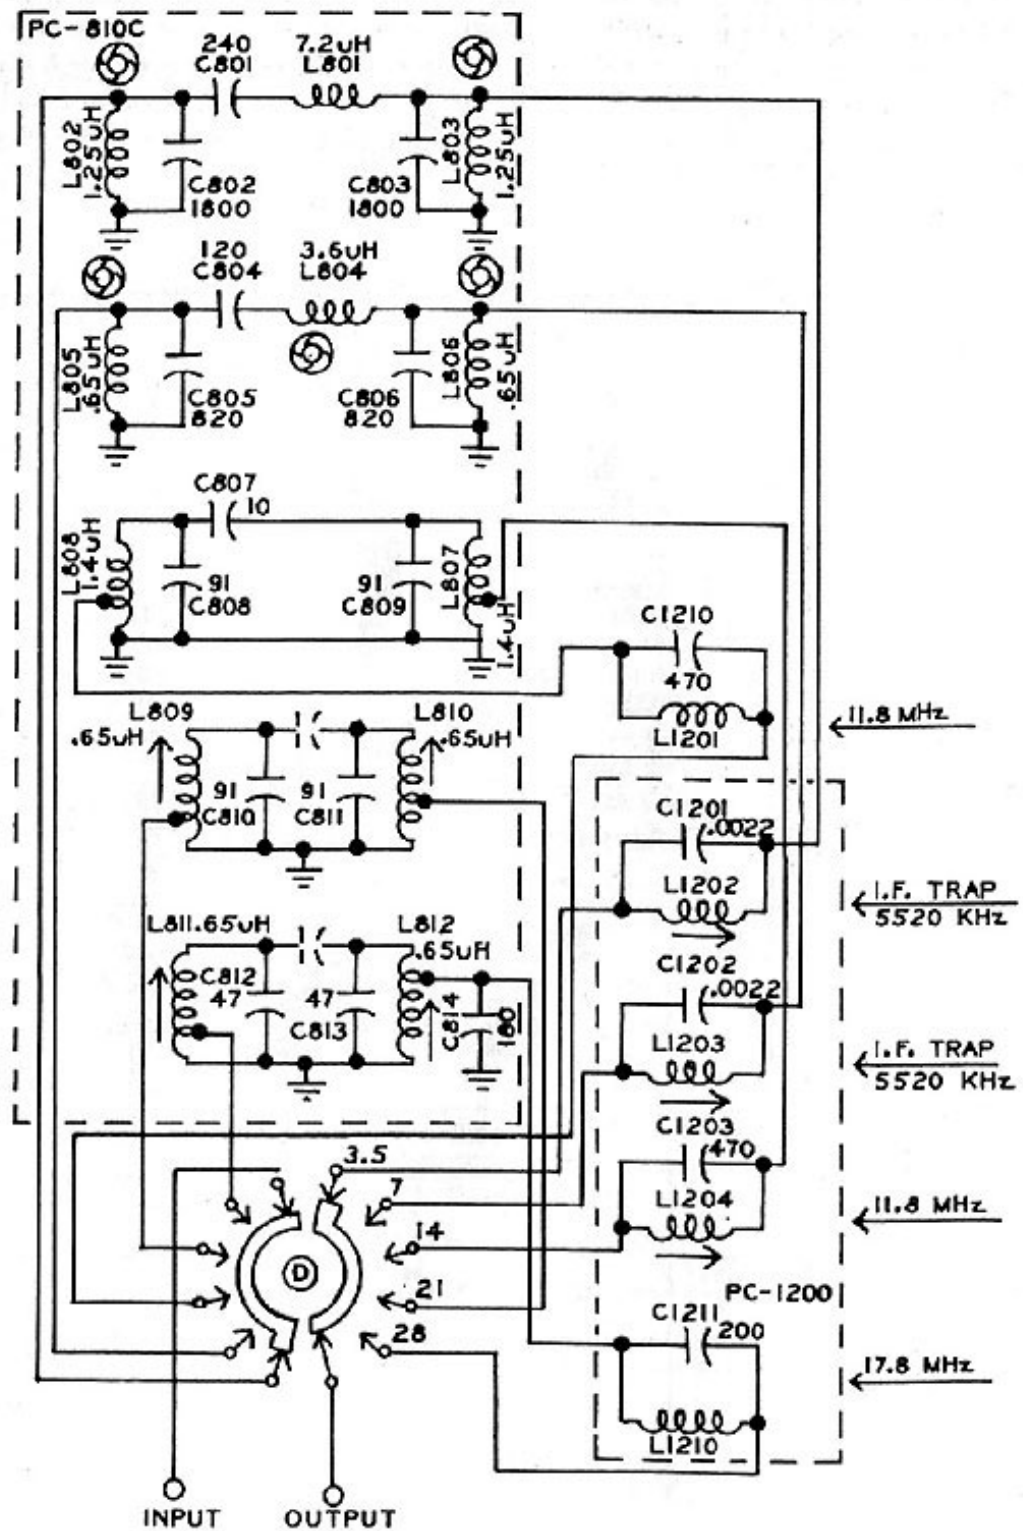 PC-810C
240
C801
7.2uH
L801
L802
1.25uH
C802
1800
C803
1800
L803
1.25uH
120
C804
3.6uH
L804
L805
.65uH
C805
820
C806
820
L806
.65uH
C807
10
L808
1.4uH
91
C808
91
C809
L807
1.4uH
C1210
470
L1201
11.8 MHz
L809
.65uH
L810
.65uH
91
C810
91
C811
C1201
.0022
L1202
I.F. TRAP
5520 KHz
L811 .65uH
L812
.65uH
C812
47
47
C813
C814
180
C1202
.0022
L1203
I.F. TRAP
5520 KHz
C1203
470
L1204
11.8 MHz
3.5
7
14
21
28
D
PC-1200
C1211
200
17.8 MHz
L1210
INPUT
OUTPUT